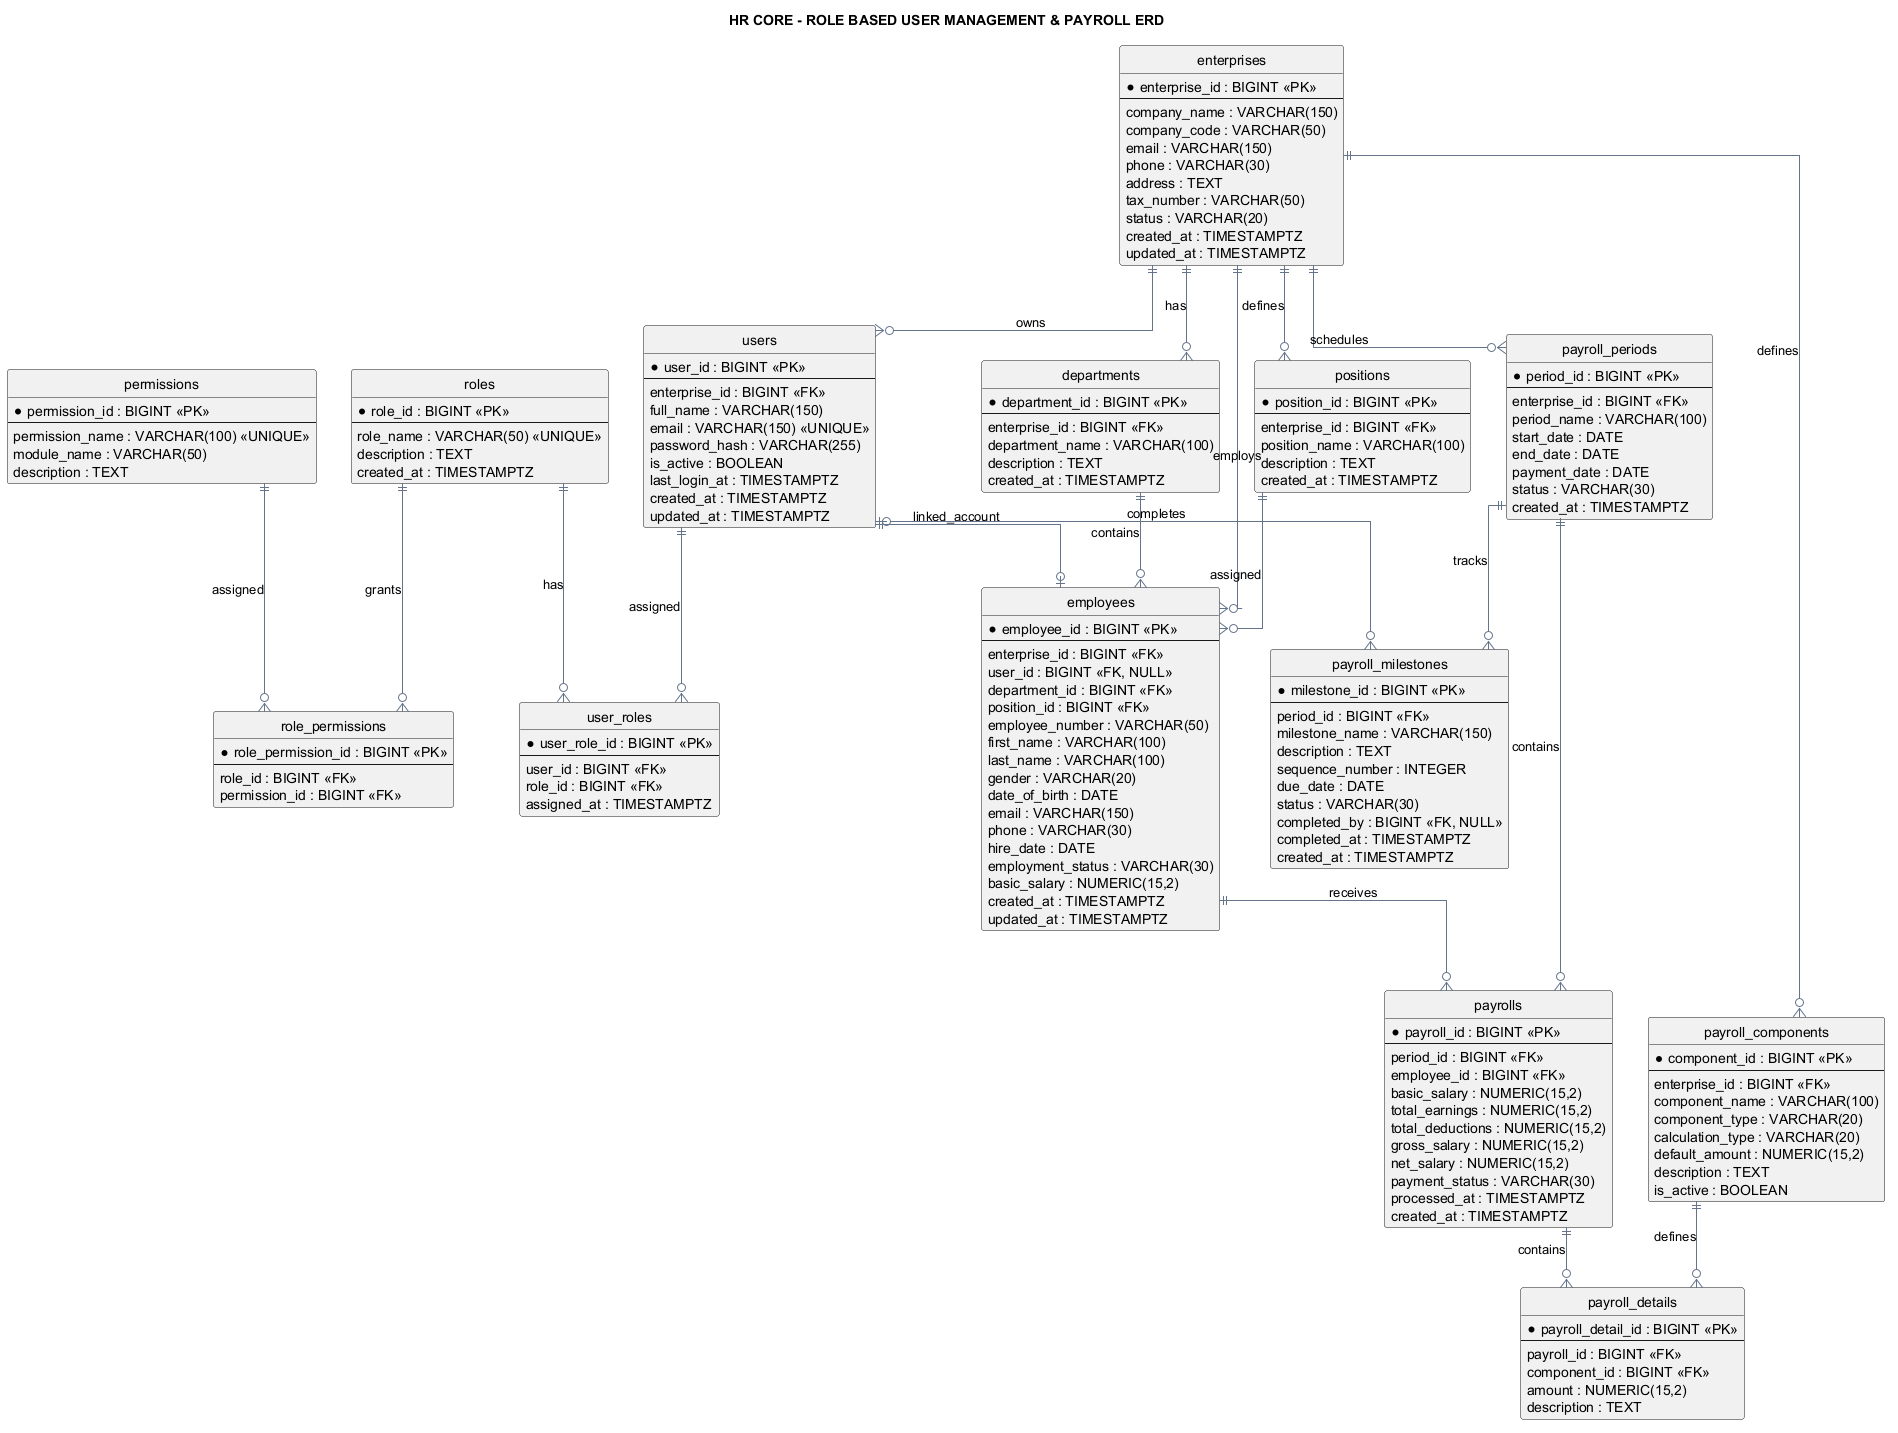 HR CORE - ROLE BASED USER MANAGEMENT & PAYROLL ERD
enterprises
* enterprise_id : BIGINT «PK»
company_name : VARCHAR(150)
company_code : VARCHAR(50)
email : VARCHAR(150)
phone : VARCHAR(30)
address : TEXT
tax_number : VARCHAR(50)
status : VARCHAR(20)
created_at : TIMESTAMPTZ
updated_at : TIMESTAMPTZ
owns
has
defines
schedules
defines
employs
permissions
* permission_id : BIGINT «PK»
permission_name : VARCHAR(100) «UNIQUE»
module_name : VARCHAR(50)
description : TEXT
roles
* role_id : BIGINT «PK»
role_name : VARCHAR(50) «UNIQUE»
description : TEXT
created_at : TIMESTAMPTZ
users
* user_id : BIGINT «PK»
enterprise_id : BIGINT «FK»
full_name : VARCHAR(150)
email : VARCHAR(150) «UNIQUE»
password_hash : VARCHAR(255)
is_active : BOOLEAN
last_login_at : TIMESTAMPTZ
created_at : TIMESTAMPTZ
updated_at : TIMESTAMPTZ
departments
* department_id : BIGINT «PK»
enterprise_id : BIGINT «FK»
department_name : VARCHAR(100)
description : TEXT
created_at : TIMESTAMPTZ
positions
* position_id : BIGINT «PK»
enterprise_id : BIGINT «FK»
position_name : VARCHAR(100)
description : TEXT
created_at : TIMESTAMPTZ
payroll_periods
* period_id : BIGINT «PK»
enterprise_id : BIGINT «FK»
period_name : VARCHAR(100)
start_date : DATE
end_date : DATE
payment_date : DATE
status : VARCHAR(30)
created_at : TIMESTAMPTZ
linked_account
completes
contains
assigned
tracks
assigned
grants
has
assigned
contains
role_permissions
* role_permission_id : BIGINT «PK»
role_id : BIGINT «FK»
permission_id : BIGINT «FK»
user_roles
* user_role_id : BIGINT «PK»
user_id : BIGINT «FK»
role_id : BIGINT «FK»
assigned_at : TIMESTAMPTZ
employees
* employee_id : BIGINT «PK»
enterprise_id : BIGINT «FK»
user_id : BIGINT «FK, NULL»
department_id : BIGINT «FK»
position_id : BIGINT «FK»
employee_number : VARCHAR(50)
first_name : VARCHAR(100)
last_name : VARCHAR(100)
gender : VARCHAR(20)
date_of_birth : DATE
email : VARCHAR(150)
phone : VARCHAR(30)
hire_date : DATE
employment_status : VARCHAR(30)
basic_salary : NUMERIC(15,2)
created_at : TIMESTAMPTZ
updated_at : TIMESTAMPTZ
payroll_milestones
* milestone_id : BIGINT «PK»
period_id : BIGINT «FK»
milestone_name : VARCHAR(150)
description : TEXT
sequence_number : INTEGER
due_date : DATE
status : VARCHAR(30)
completed_by : BIGINT «FK, NULL»
completed_at : TIMESTAMPTZ
created_at : TIMESTAMPTZ
receives
payrolls
* payroll_id : BIGINT «PK»
period_id : BIGINT «FK»
employee_id : BIGINT «FK»
basic_salary : NUMERIC(15,2)
total_earnings : NUMERIC(15,2)
total_deductions : NUMERIC(15,2)
gross_salary : NUMERIC(15,2)
net_salary : NUMERIC(15,2)
payment_status : VARCHAR(30)
processed_at : TIMESTAMPTZ
created_at : TIMESTAMPTZ
payroll_components
* component_id : BIGINT «PK»
enterprise_id : BIGINT «FK»
component_name : VARCHAR(100)
component_type : VARCHAR(20)
calculation_type : VARCHAR(20)
default_amount : NUMERIC(15,2)
description : TEXT
is_active : BOOLEAN
contains
defines
payroll_details
* payroll_detail_id : BIGINT «PK»
payroll_id : BIGINT «FK»
component_id : BIGINT «FK»
amount : NUMERIC(15,2)
description : TEXT